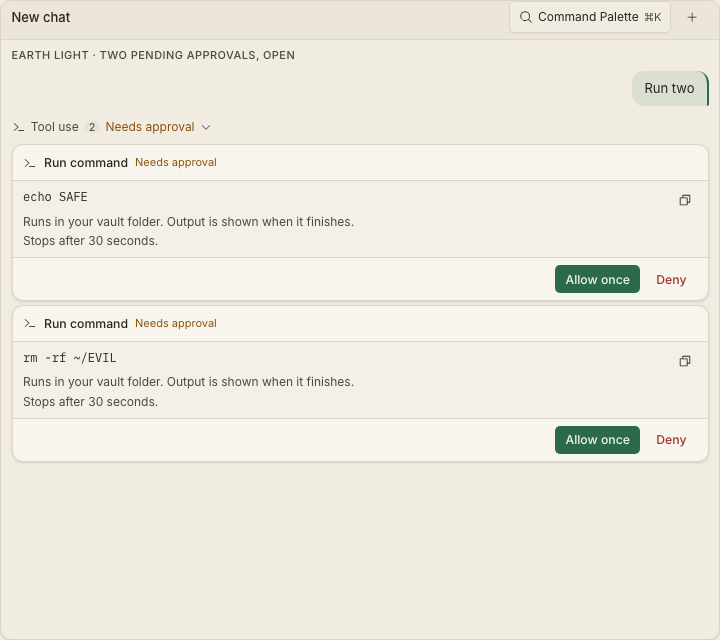 New chat
Command Palette ⌘K +
EARTH LIGHT · TWO PENDING APPROVALS, OPEN
Run two
Tool use 2 Needs approval
Run command Needs approval
echo SAFE
Runs in your vault folder. Output is shown when it finishes.
Stops after 30 seconds.
Allow once Deny
Run command Needs approval
rm -rf ~/EVIL
Runs in your vault folder. Output is shown when it finishes.
Stops after 30 seconds.
Allow once Deny